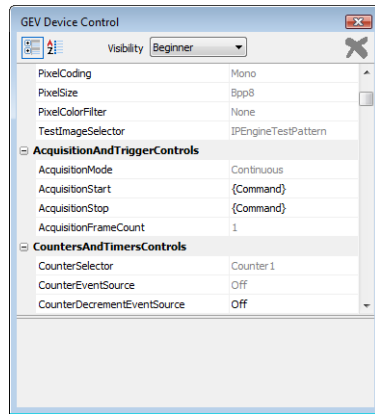 GEV Device Control
Visibility Beginner
PixelCoding Mono
PixelSize Bpp8
PixelColorFilter None
TestImageSelector IPEngineTestPattern
AcquisitionAndTriggerControls
AcquisitionMode Continuous
AcquisitionStart {Command}
AcquisitionStop {Command}
AcquisitionFrameCount 1
CountersAndTimersControls
CounterSelector Counter1
CounterEventSource Off
CounterDecrementEventSource Off